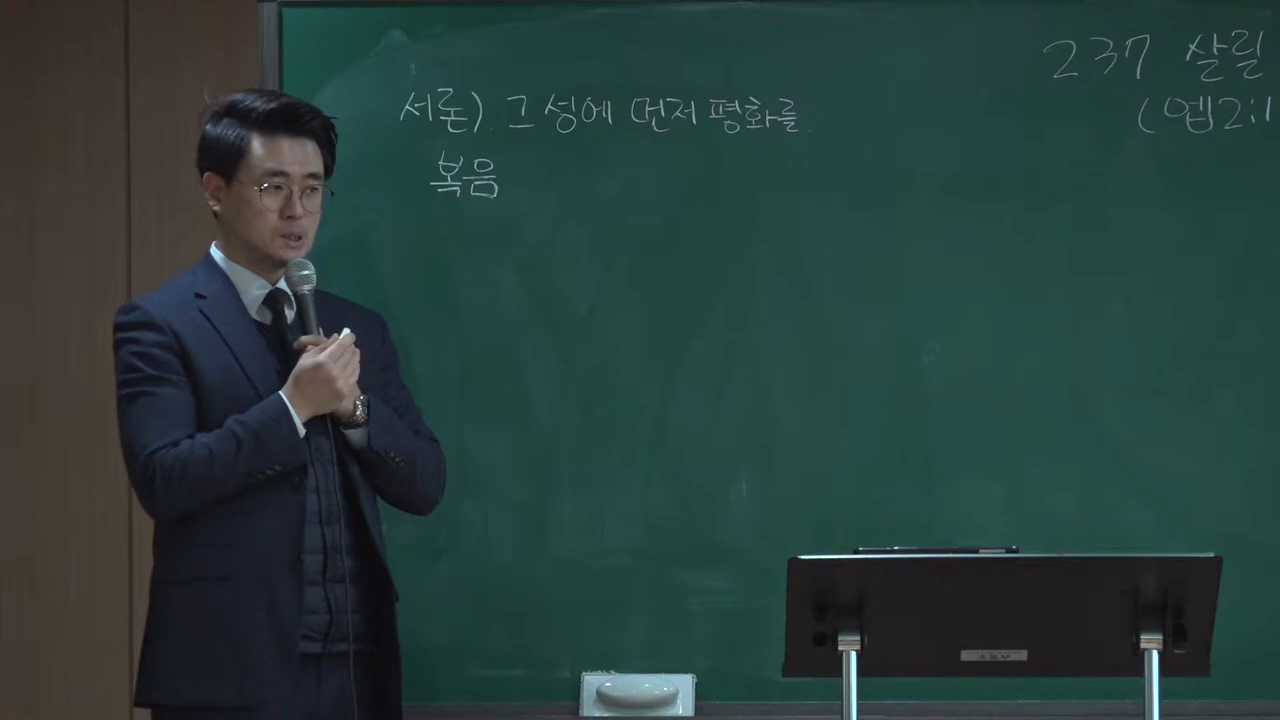 237 살릴
(엡2:1
서론). 그 성에 먼저 평화를.
복음